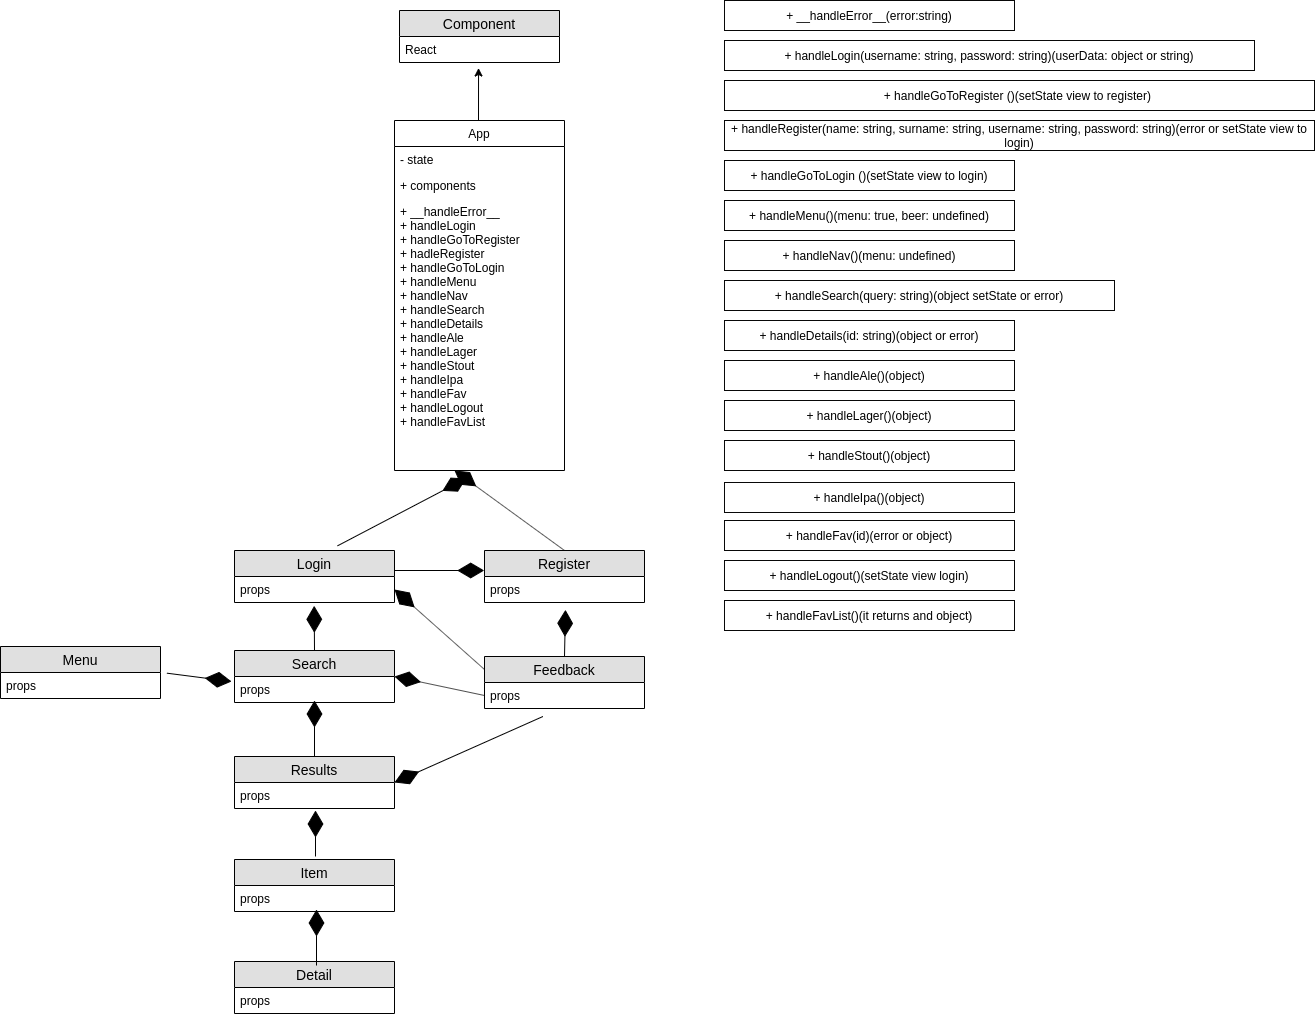 Component
React
App
- state
+ components
+ __handleError__
+ handleLogin
+ handleGoToRegister
+ hadleRegister
+ handleGoToLogin
+ handleMenu
+ handleNav
+ handleSearch
+ handleDetails
+ handleAle
+ handleLager
+ handleStout
+ handleIpa
+ handleFav
+ handleLogout
+ handleFavList
Login
props
Register
props
Menu
props
Search
props
Feedback
props
Results
props
Item
props
Detail
props
+ __handleError__(error:string)
+ handleLogin(username: string, password: string)(userData: object or string)
+ handleGoToRegister ()(setState view to register)
+ handleRegister(name: string, surname: string, username: string, password: string)(error or setState view to
login)
+ handleGoToLogin ()(setState view to login)
+ handleMenu()(menu: true, beer: undefined)
+ handleNav()(menu: undefined)
+ handleSearch(query: string)(object setState or error)
+ handleDetails(id: string)(object or error)
+ handleAle()(object)
+ handleLager()(object)
+ handleStout()(object)
+ handleIpa()(object)
+ handleFav(id)(error or object)
+ handleLogout()(setState view login)
+ handleFavList()(it returns and object)